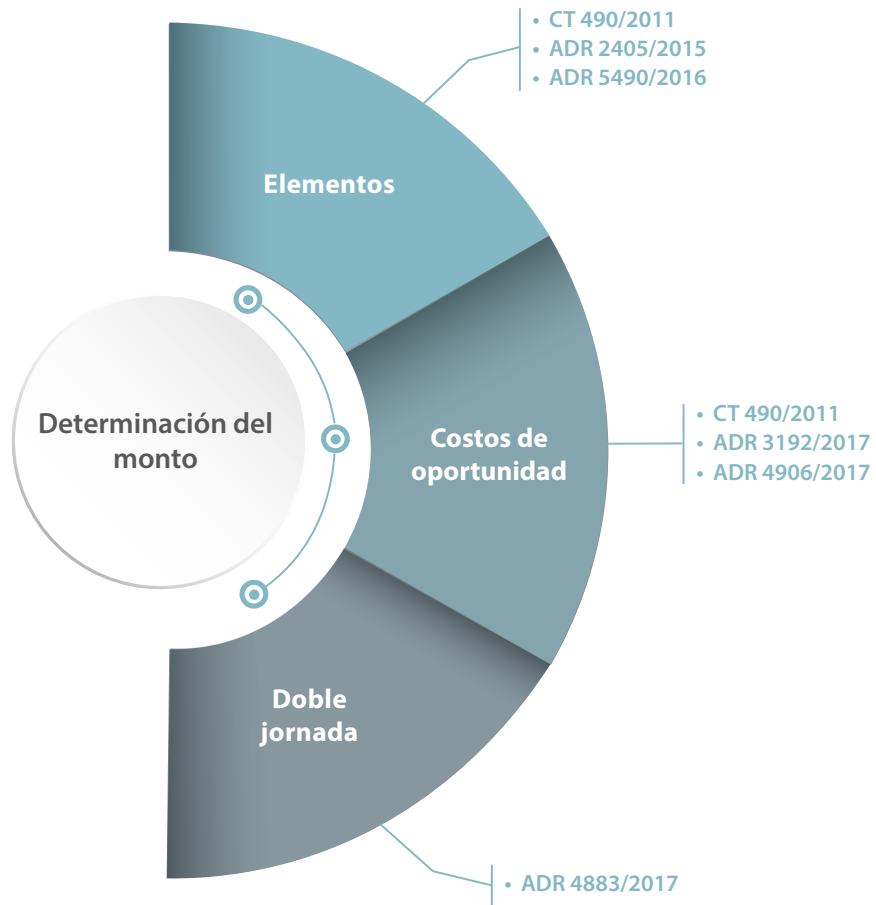 Determinación del
monto
Elementos
• CT 490/2011
• ADR 2405/2015
• ADR 5490/2016
Costos de
oportunidad
• CT 490/2011
• ADR 3192/2017
• ADR 4906/2017
Doble
jornada
• ADR 4883/2017